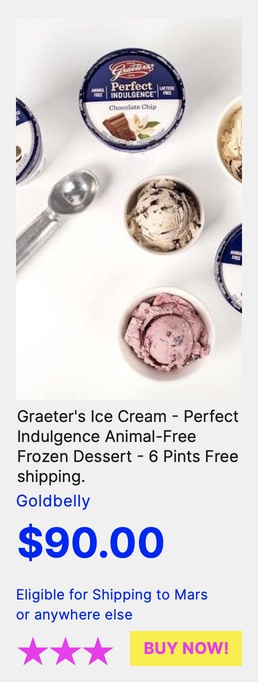 Graeter's
Perfect
INDULGENCE™
ANIMAL FREE
LACTOSE FREE
Chocolate Chip
Graeter's Ice Cream - Perfect
Indulgence Animal-Free
Frozen Dessert - 6 Pints Free
shipping.
Goldbelly
$90.00
Eligible for Shipping to Mars
or anywhere else
BUY NOW!